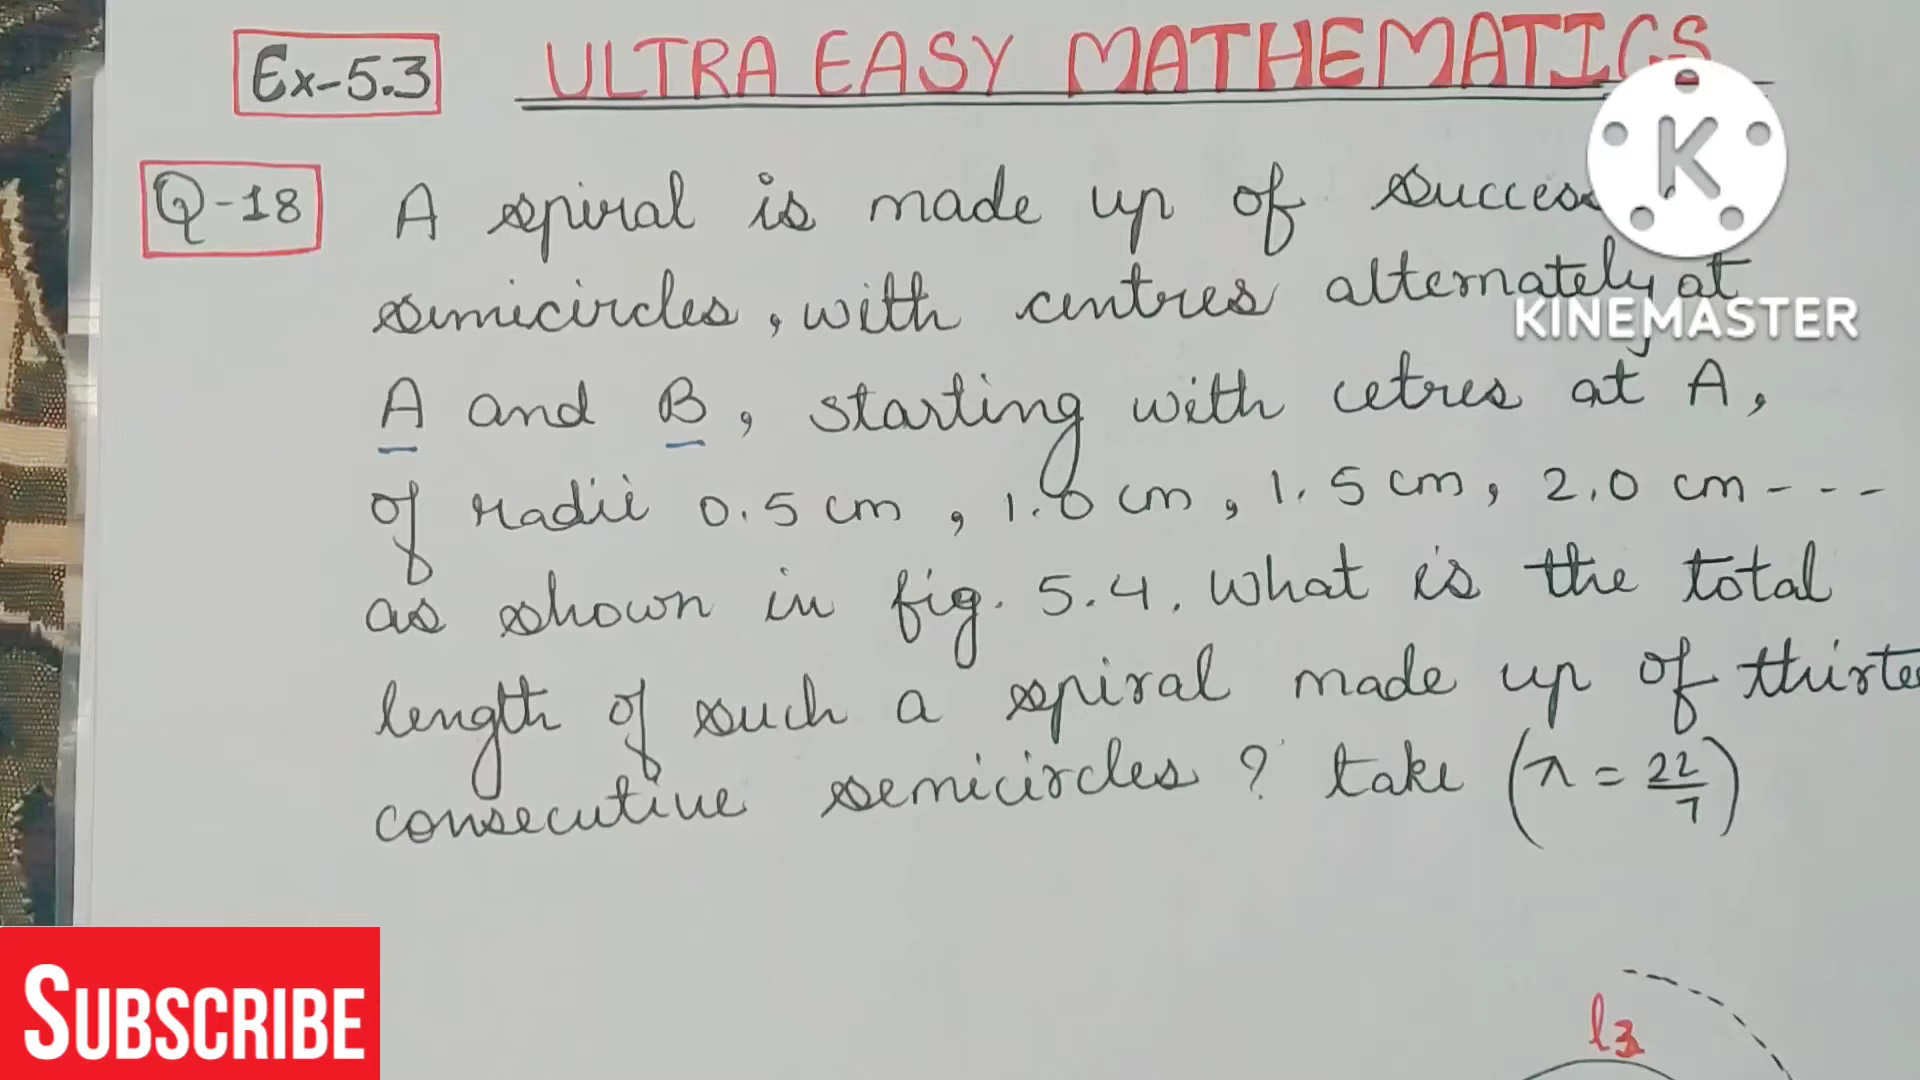 Ex-5.3 ULTRA EASY MATHEMATICS
Q-18 A spiral is made up of
semicircles, with centres alternately at
A and B, starting with cetres at A,
of radii 0.5 cm, 1.0 cm, 1.5 cm, 2.0 cm ---
as shown in fig. 5.4. What is the total
length of such a spiral made up of
consecutive semicircles? take (π = 22/7)
K
KINEMASTER
SUBSCRIBE
l3